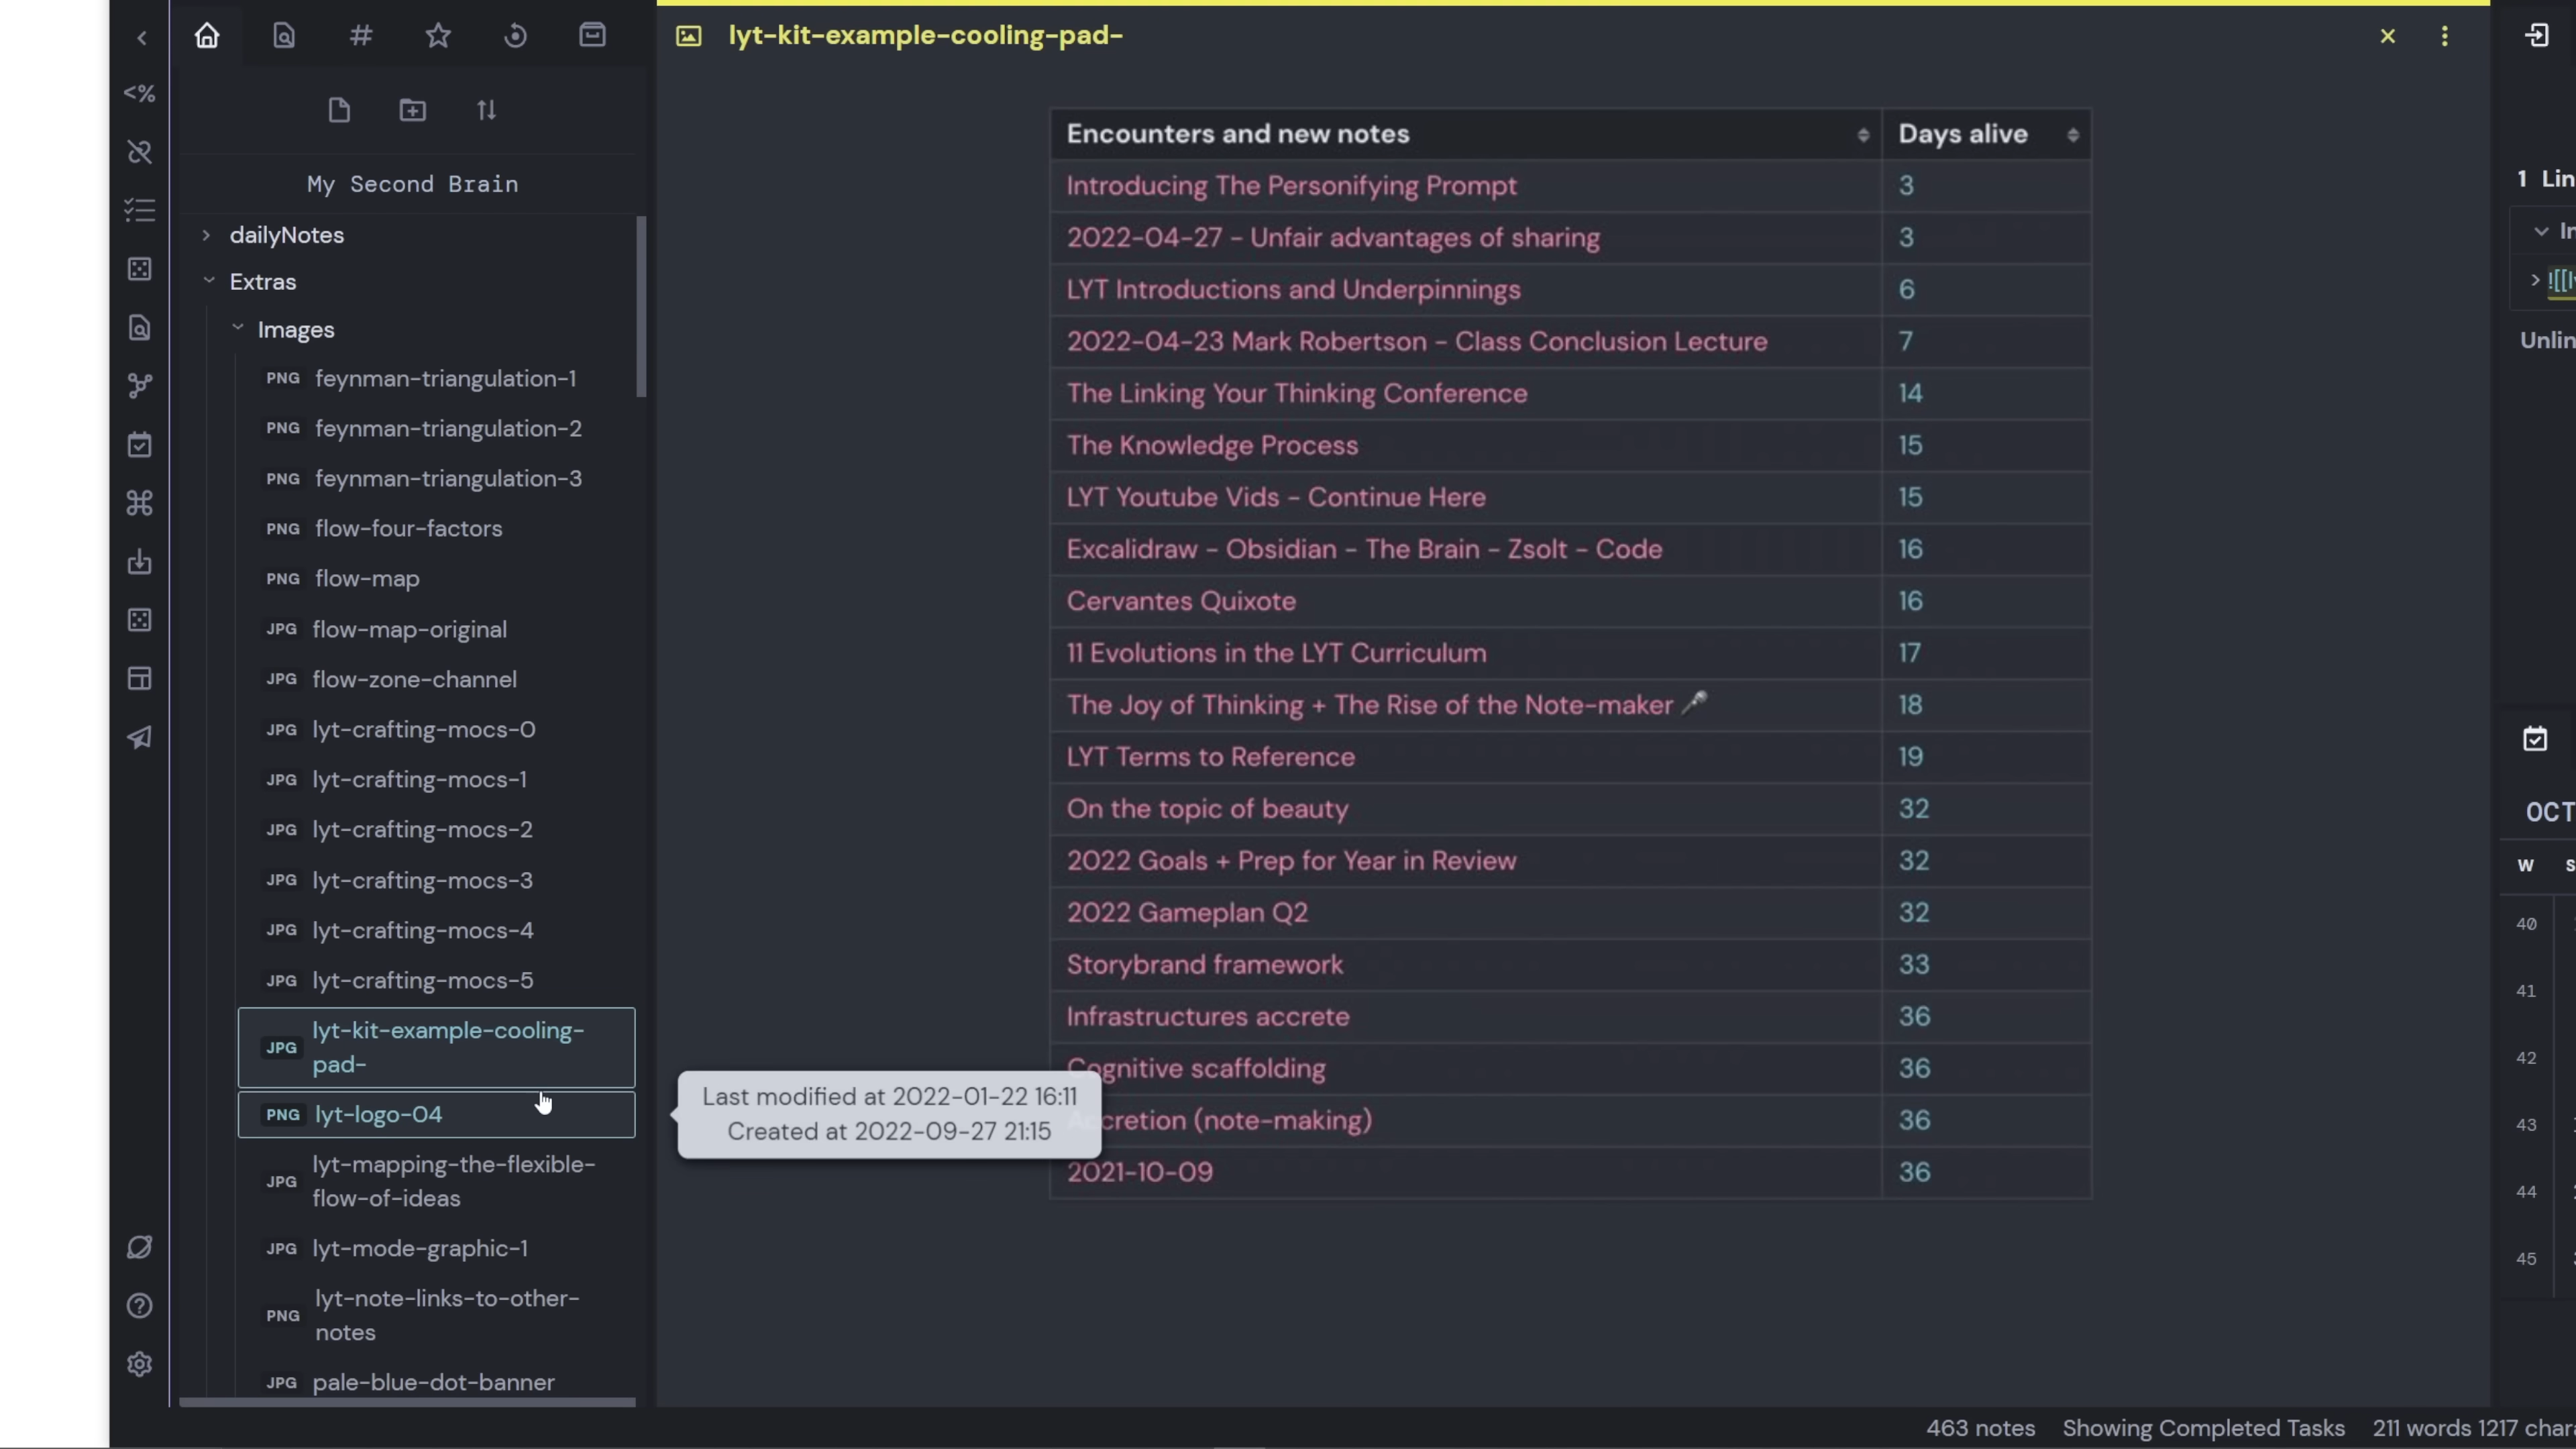 lyt-kit-example-cooling-pad-
<%
My Second Brain
dailyNotes
Extras
Images
PNG feynman-triangulation-1
PNG feynman-triangulation-2
PNG feynman-triangulation-3
PNG flow-four-factors
PNG flow-map
JPG flow-map-original
JPG flow-zone-channel
JPG lyt-crafting-mocs-0
JPG lyt-crafting-mocs-1
JPG lyt-crafting-mocs-2
JPG lyt-crafting-mocs-3
JPG lyt-crafting-mocs-4
JPG lyt-crafting-mocs-5
JPG lyt-kit-example-cooling-
pad-
PNG lyt-logo-04
JPG lyt-mapping-the-flexible-
flow-of-ideas
JPG lyt-mode-graphic-1
PNG lyt-note-links-to-other-
notes
JPG pale-blue-dot-banner
Encounters and new notes Days alive
Introducing The Personifying Prompt 3
2022-04-27 - Unfair advantages of sharing 3
LYT Introductions and Underpinnings 6
2022-04-23 Mark Robertson - Class Conclusion Lecture 7
The Linking Your Thinking Conference 14
The Knowledge Process 15
LYT Youtube Vids - Continue Here 15
Excalidraw - Obsidian - The Brain - Zsolt - Code 16
Cervantes Quixote 16
11 Evolutions in the LYT Curriculum 17
The Joy of Thinking + The Rise of the Note-maker 🎤 18
LYT Terms to Reference 19
On the topic of beauty 32
2022 Goals + Prep for Year in Review 32
2022 Gameplan Q2 32
Storybrand framework 33
Infrastructures accrete 36
Cognitive scaffolding 36
Accretion (note-making) 36
2021-10-09 36
Last modified at 2022-01-22 16:11
Created at 2022-09-27 21:15
1 Lin
Unlin
OCT
W
40
41
42
43
44
45
463 notes Showing Completed Tasks 211 words 1217 char